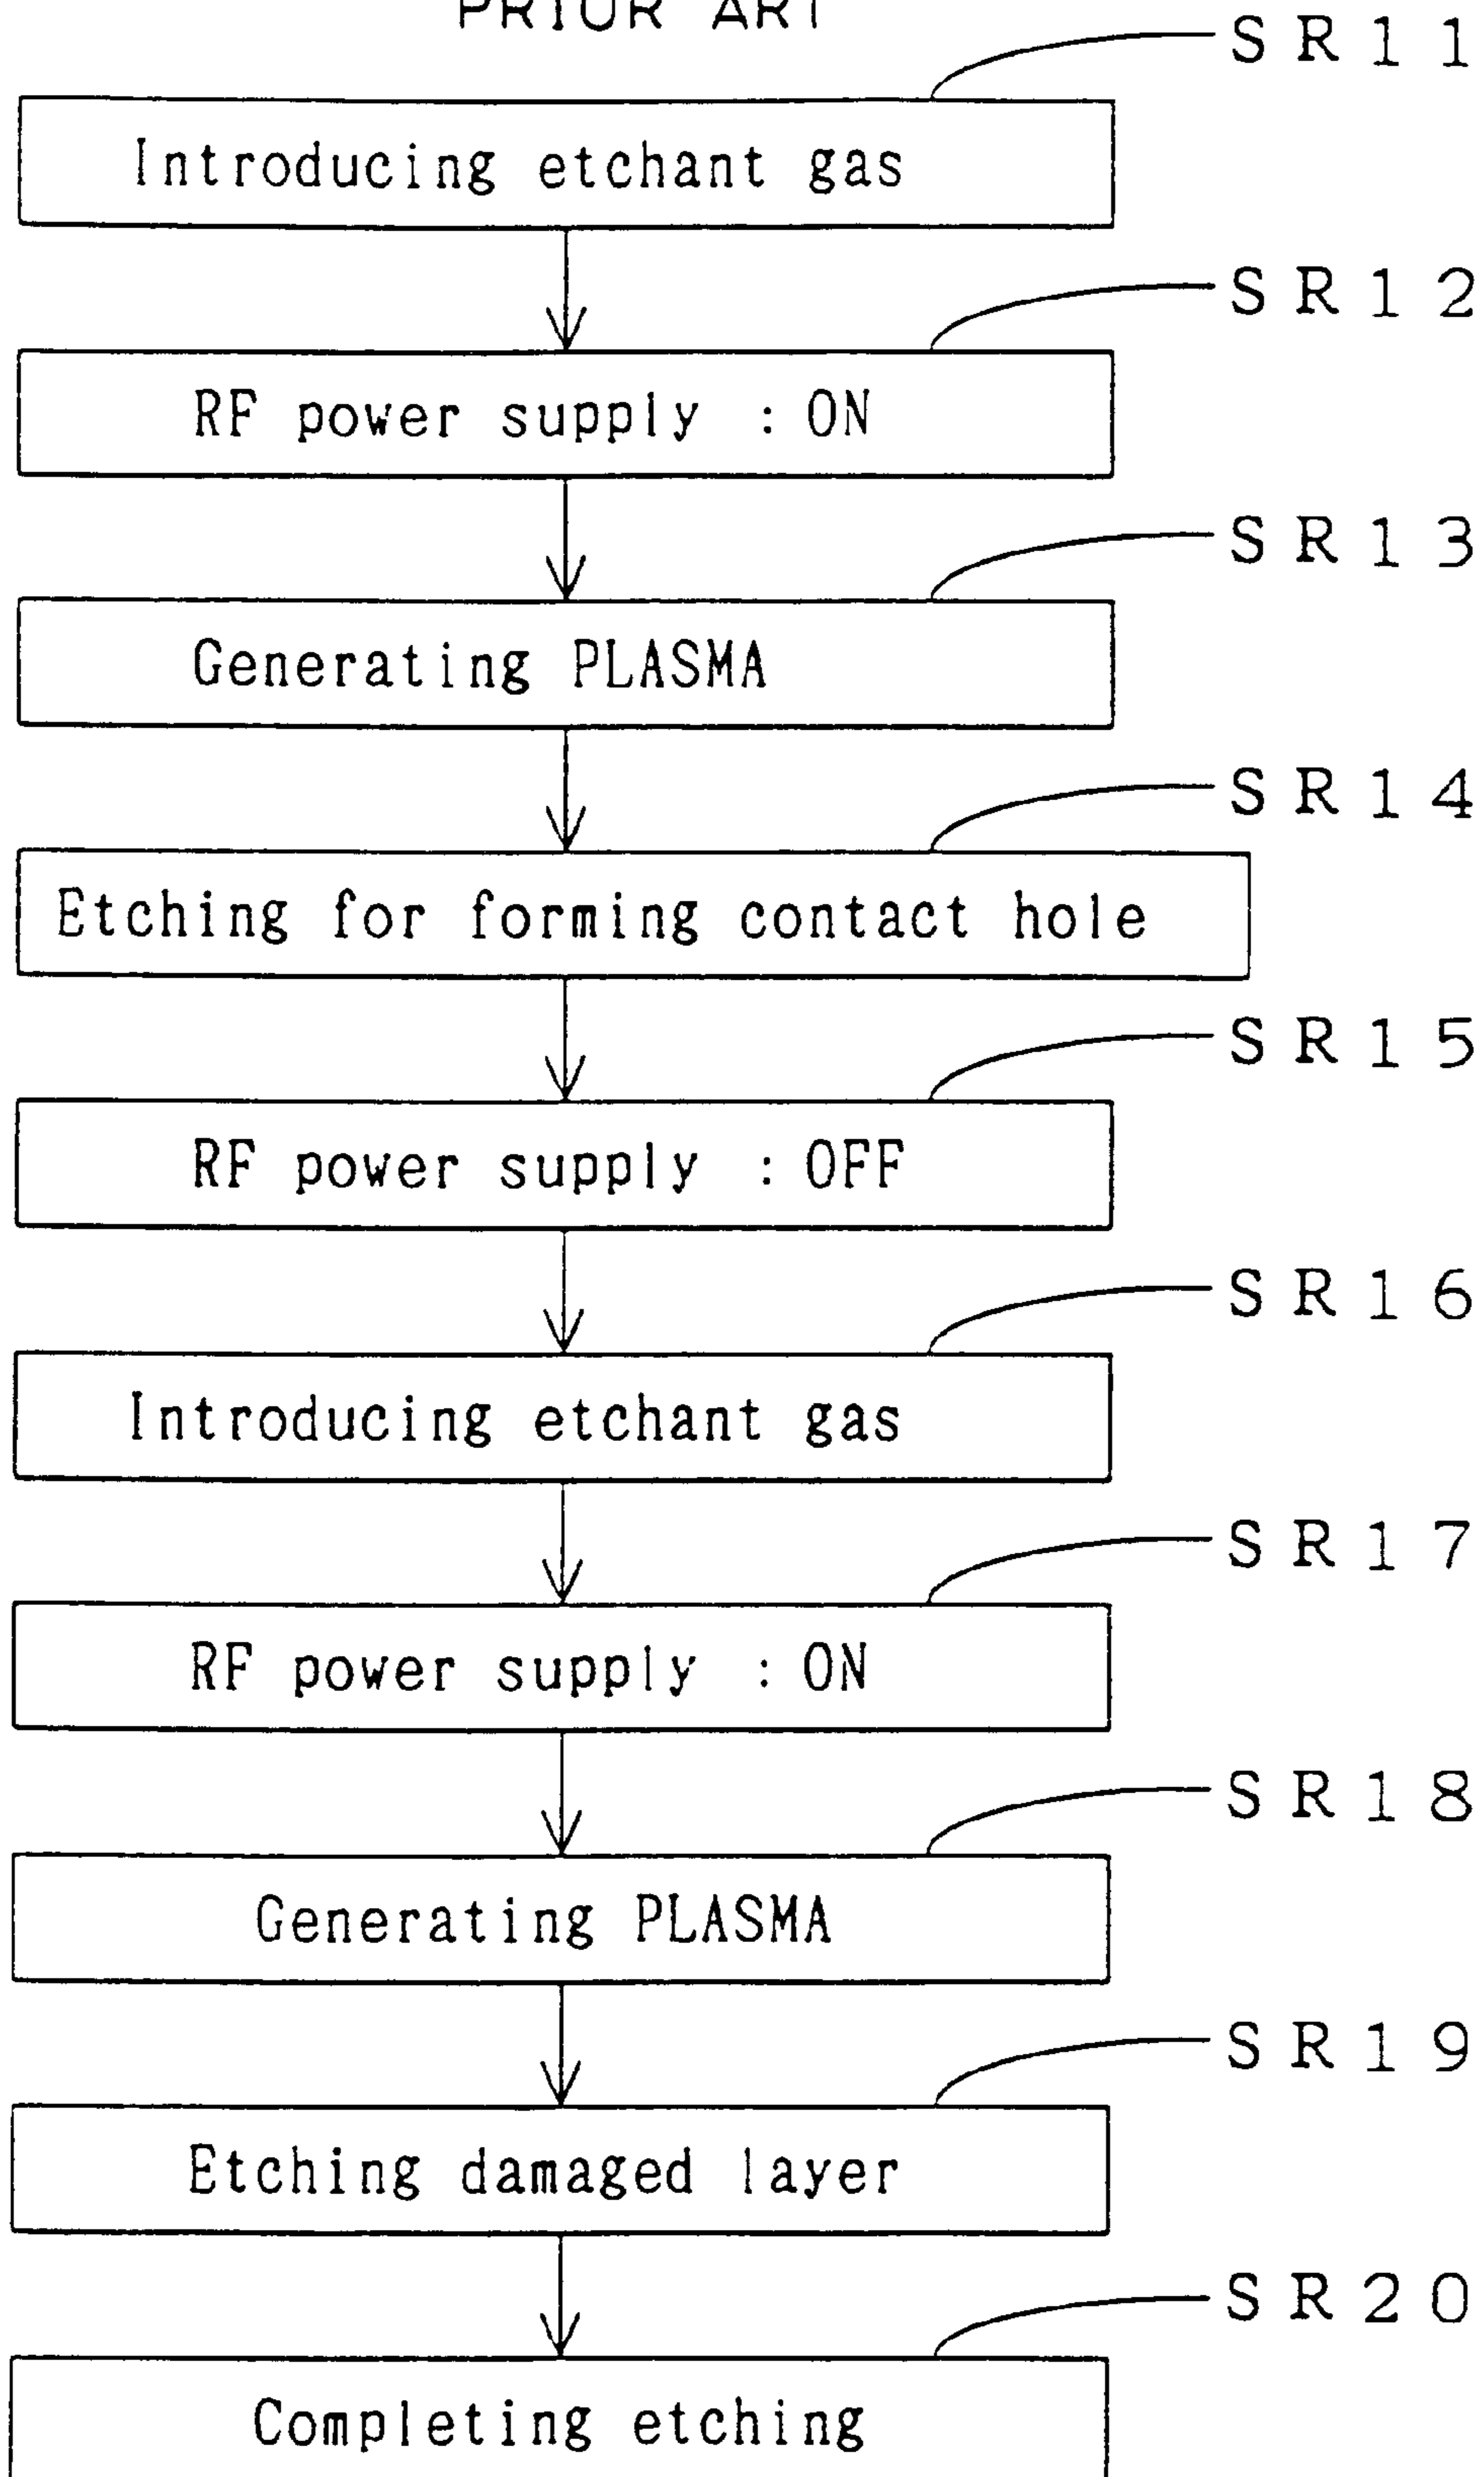 PRIOR ART
SR11
Introducing etchant gas
SR12
RF power supply : ON
SR13
Generating PLASMA
SR14
Etching for forming contact hole
SR15
RF power supply : OFF
SR16
Introducing etchant gas
SR17
RF power supply : ON
SR18
Generating PLASMA
SR19
Etching damaged layer
SR20
Completing etching